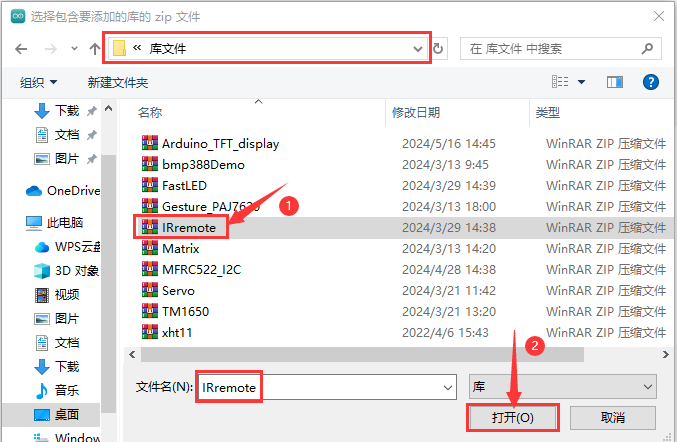 选择包含要添加的库的 zip 文件
« 库文件
在 库文件 中搜索
组织 新建文件夹
名称 修改日期 类型
下载
文档
图片
OneDrive
此电脑
WPS云盘
3D 对象
视频
图片
文档
下载
音乐
桌面
Windows
Arduino_TFT_display 2024/5/16 14:45 WinRAR ZIP 压缩文件
bmp388Demo 2024/3/13 9:45 WinRAR ZIP 压缩文件
FastLED 2024/3/29 14:39 WinRAR ZIP 压缩文件
Gesture_PAJ7620 2024/3/13 18:00 WinRAR ZIP 压缩文件
1
IRremote 2024/3/29 14:38 WinRAR ZIP 压缩文件
Matrix 2024/3/13 14:20 WinRAR ZIP 压缩文件
MFRC522_I2C 2024/4/28 14:38 WinRAR ZIP 压缩文件
Servo 2024/3/21 11:42 WinRAR ZIP 压缩文件
TM1650 2024/3/21 13:20 WinRAR ZIP 压缩文件
xht11 2022/4/6 15:43 WinRAR ZIP 压缩文件
2
文件名(N): IRremote 库
打开(O) 取消